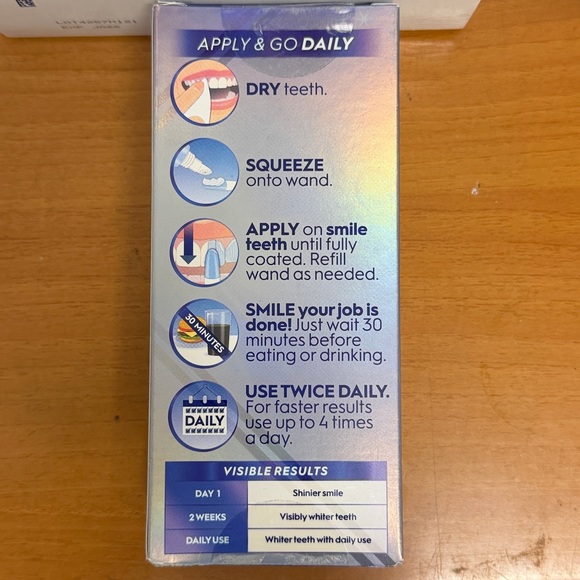 APPLY & GO DAILY
DRY teeth.
SQUEEZE
onto wand.
APPLY on smile
teeth until fully
coated. Refill
wand as needed.
30 MINUTES
SMILE your job is
done! Just wait 30
minutes before
eating or drinking.
DAILY
USE TWICE DAILY.
For faster results
use up to 4 times
a day.
VISIBLE RESULTS
DAY 1 Shinier smile
2 WEEKS Visibly whiter teeth
DAILY USE Whiter teeth with daily use